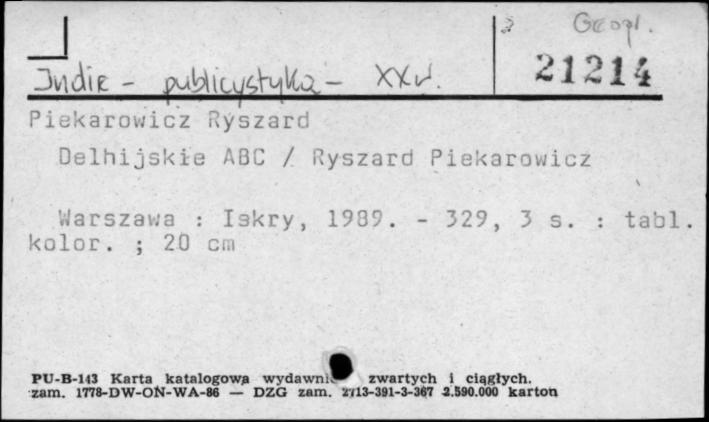 Geogr.
21214
Indie - publicystyka - XX w.
Piekarowicz Ryszard
Delhijskie ABC / Ryszard Piekarowicz
Warszawa : Iskry, 1989. - 329, 3 s. : tabl.
kolor. ; 20 cm
PU-B-143 Karta katalogowa wydawni zwartych i ciągłych.
zam. 1778-DW-ON-WA-86 — DZG zam. 2713-391-3-367 2.590.000 karton